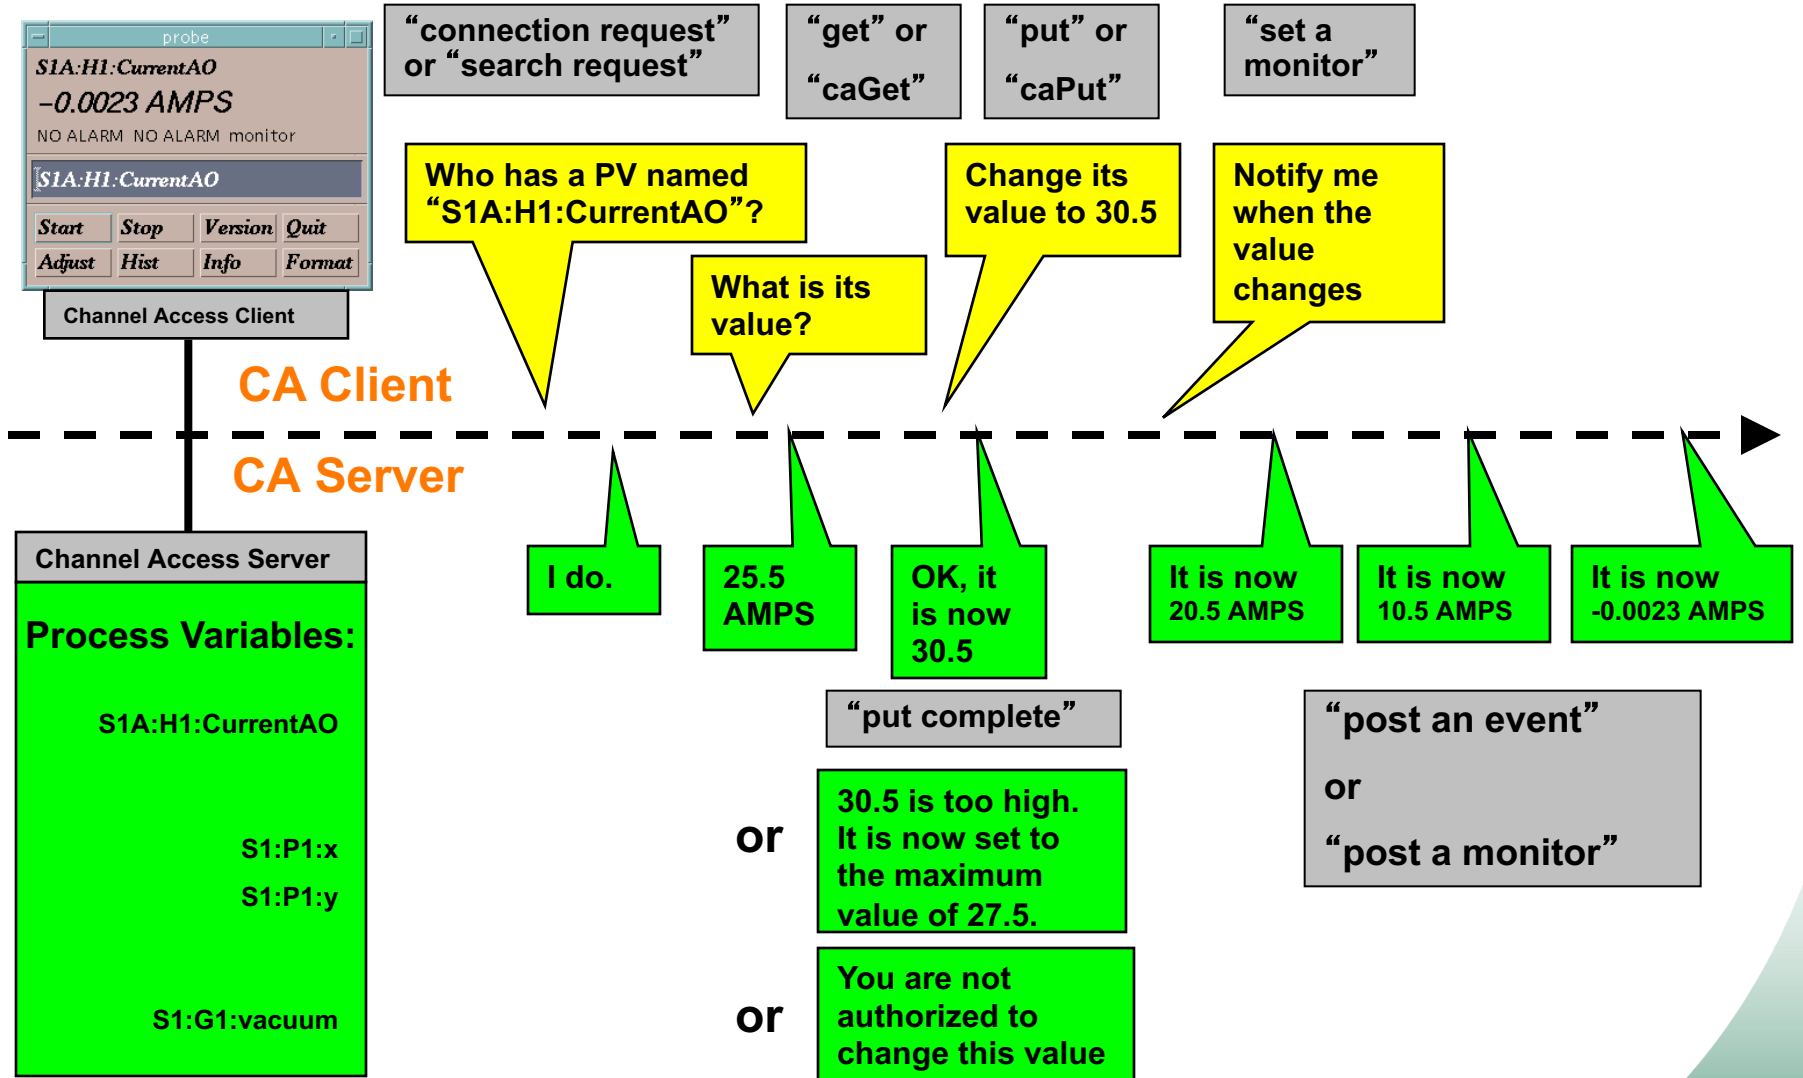 probe
S1A:H1:CurrentAO
-0.0023 AMPS
NO ALARM NO ALARM monitor
S1A:H1:CurrentAO
Start Stop Version Quit
Adjust Hist Info Format
Channel Access Client
“connection request”
or “search request”
“get” or
“caGet”
“put” or
“caPut”
“set a
monitor”
Who has a PV named
“S1A:H1:CurrentAO”?
What is its
value?
Change its
value to 30.5
Notify me
when the
value
changes
CA Client
CA Server
Channel Access Server
Process Variables:
S1A:H1:CurrentAO
S1:P1:x
S1:P1:y
S1:G1:vacuum
I do.
25.5
AMPS
OK, it
is now
30.5
It is now
20.5 AMPS
It is now
10.5 AMPS
It is now
-0.0023 AMPS
“put complete”
or
30.5 is too high.
It is now set to
the maximum
value of 27.5.
or
You are not
authorized to
change this value
“post an event”
or
“post a monitor”